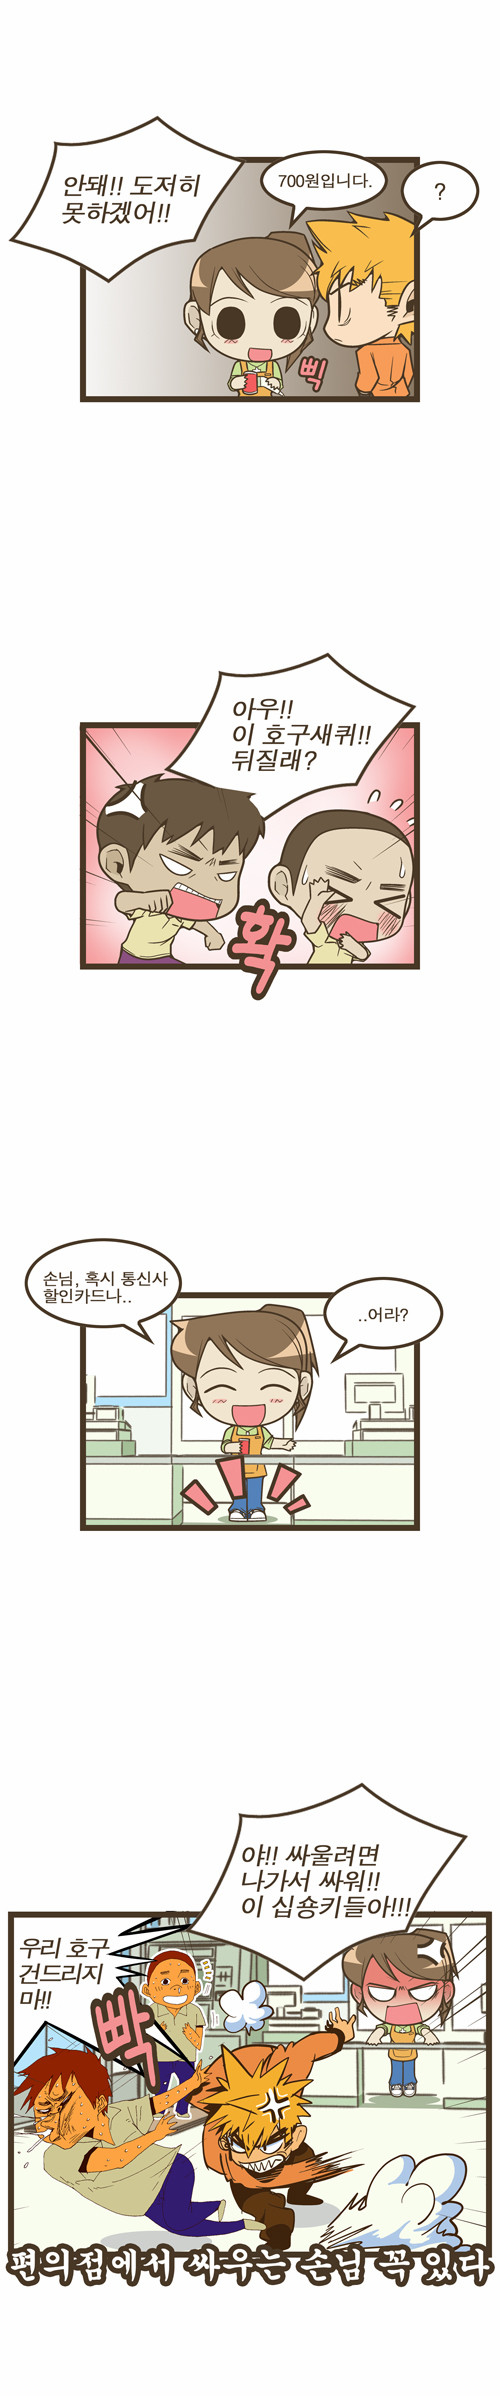 안돼!! 도저히
못하겠어!!
700원입니다.
?
삑
아우!!
이 호구새퀴!!
뒤질래?
확
손님, 혹시 통신사
할인카드나..
..어라?
야!! 싸울려면
나가서 싸워!!
이 십숑키들아!!!
우리 호구
건드리지
마!!
빡
편의점에서 싸우는 손님 꼭 있다